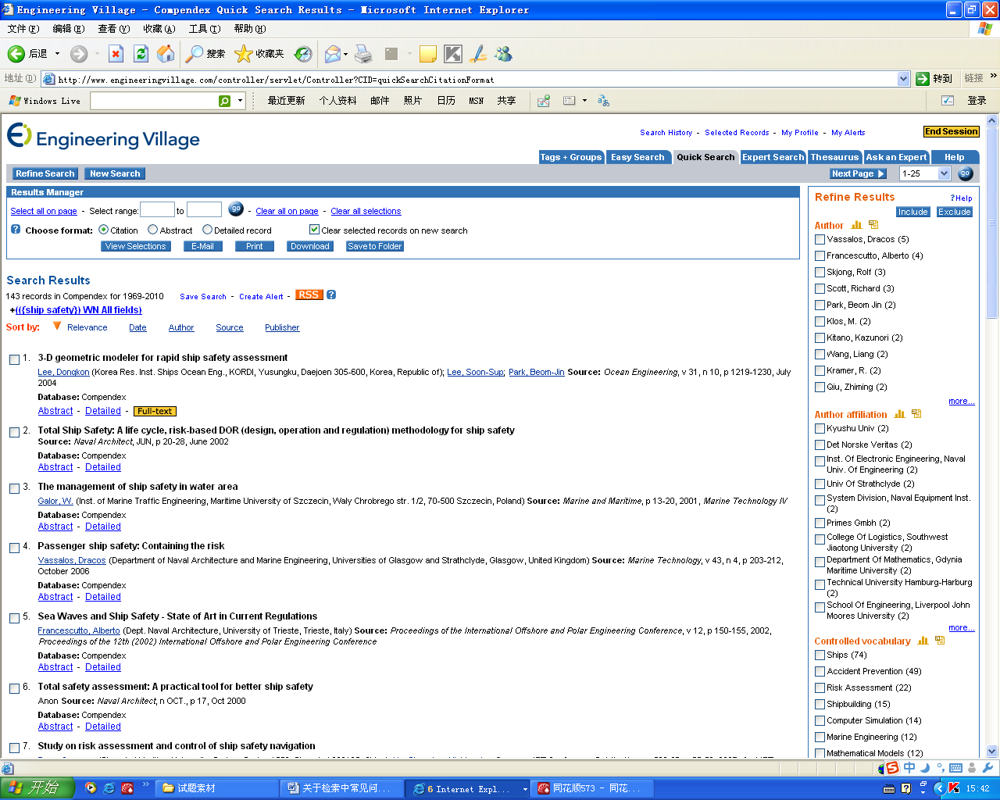 Engineering Village - Compendex Quick Search Results - Microsoft Internet Explorer
文件(F) 编辑(E) 查看(V) 收藏(A) 工具(T) 帮助(H)
后退 搜索 收藏夹
地址(D) http://www.engineeringvillage.com/controller/servlet/Controller?CID=quickSearchCitationFormat 转到 链接 »
Windows Live 最近更新 个人资料 邮件 照片 日历 MSN 共享 登录
Engineering Village
Search History - Selected Records - My Profile - My Alerts
End Session
Tags + Groups Easy Search Quick Search Expert Search Thesaurus Ask an Expert Help
Refine Search New Search Next Page 1-25 go
Results Manager
Select all on page - Select range: to go - Clear all on page - Clear all selections
? Choose format: Citation Abstract Detailed record Clear selected records on new search
View Selections E-Mail Print Download Save to Folder
Search Results
143 records in Compendex for 1969-2010 Save Search - Create Alert - RSS ?
+(({ship safety}) WN All fields)
Sort by: Relevance Date Author Source Publisher
1. 3-D geometric modeler for rapid ship safety assessment
Lee, Dongkon (Korea Res. Inst. Ships Ocean Eng., KORDI, Yusungku, Daejoen 305-600, Korea, Republic of); Lee, Soon-Sup; Park, Beom-Jin Source: Ocean Engineering, v 31, n 10, p 1219-1230, July
2004
Database: Compendex
Abstract - Detailed - Full-text
2. Total Ship Safety: A life cycle, risk-based DOR (design, operation and regulation) methodology for ship safety
Source: Naval Architect, JUN, p 20-28, June 2002
Database: Compendex
Abstract - Detailed
3. The management of ship safety in water area
Galor, W. (Inst. of Marine Traffic Engineering, Maritime University of Szczecin, Waly Chrobrego str. 1/2, 70-500 Szczecin, Poland) Source: Marine and Maritime, p 13-20, 2001, Marine Technology IV
Database: Compendex
Abstract - Detailed
4. Passenger ship safety: Containing the risk
Vassalos, Dracos (Department of Naval Architecture and Marine Engineering, Universities of Glasgow and Strathclyde, Glasgow, United Kingdom) Source: Marine Technology, v 43, n 4, p 203-212,
October 2006
Database: Compendex
Abstract - Detailed
5. Sea Waves and Ship Safety - State of Art in Current Regulations
Francescutto, Alberto (Dept. Naval Architecture, University of Trieste, Trieste, Italy) Source: Proceedings of the International Offshore and Polar Engineering Conference, v 12, p 150-155, 2002,
Proceedings of the 12th (2002) International Offshore and Polar Engineering Conference
Database: Compendex
Abstract - Detailed
6. Total safety assessment: A practical tool for better ship safety
Anon Source: Naval Architect, n OCT., p 17, Oct 2000
Database: Compendex
Abstract - Detailed
7. Study on risk assessment and control of ship safety navigation
Refine Results
? Help
Include Exclude
Author
Vassalos, Dracos (5)
Francescutto, Alberto (4)
Skjong, Rolf (3)
Scott, Richard (3)
Park, Beom Jin (2)
Klos, M. (2)
Kitano, Kazunori (2)
Wang, Liang (2)
Kramer, R. (2)
Qiu, Zhiming (2)
more...
Author affiliation
Kyushu Univ (2)
Det Norske Veritas (2)
Inst. Of Electronic Engineering, Naval
Univ. Of Engineering (2)
Univ Of Strathclyde (2)
System Division, Naval Equipment Inst.
(2)
Primes Gmbh (2)
College Of Logistics, Southwest
Jiaotong University (2)
Department Of Mathematics, Gdynia
Maritime University (2)
Technical University Hamburg-Harburg
(2)
School Of Engineering, Liverpool John
Moores University (2)
more...
Controlled vocabulary
Ships (74)
Accident Prevention (49)
Risk Assessment (22)
Shipbuilding (15)
Computer Simulation (14)
Marine Engineering (12)
Mathematical Models (12)
中
开始 » 试题素材 关于检索中常见问... 6 Internet Expl... 同花顺573 - 同花... 15:42